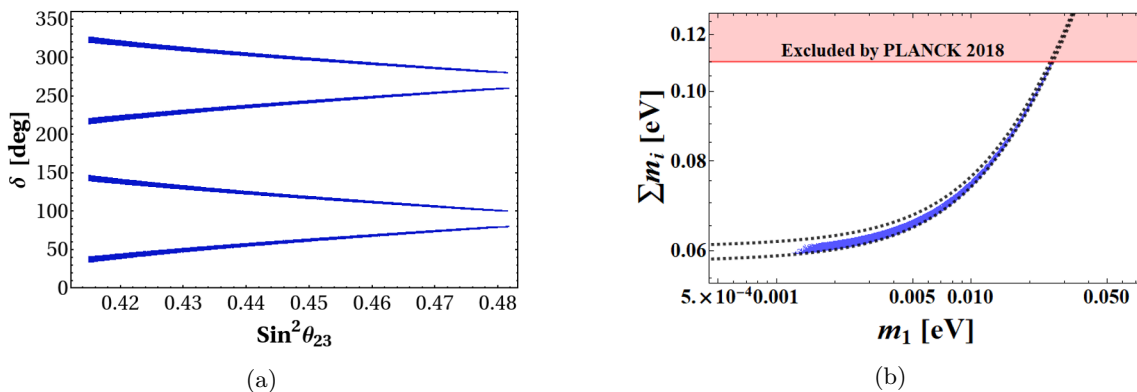 350
300
250
200
150
100
50
0
δ [deg]
0.42 0.43 0.44 0.45 0.46 0.47 0.48
Sin²θ₂₃
(a)
0.12
0.10
0.08
0.06
∑mᵢ [eV]
Excluded by PLANCK 2018
5.×10⁻⁴ 0.001 0.005 0.010 0.050
m₁ [eV]
(b)